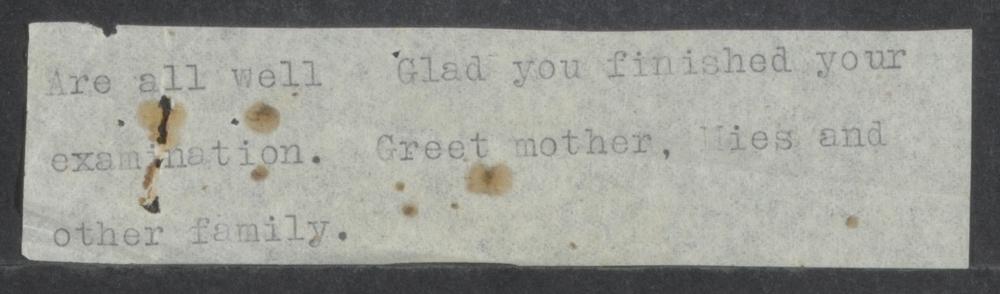 Are all well Glad you finished your
examination. Greet mother, Mies and
other family.